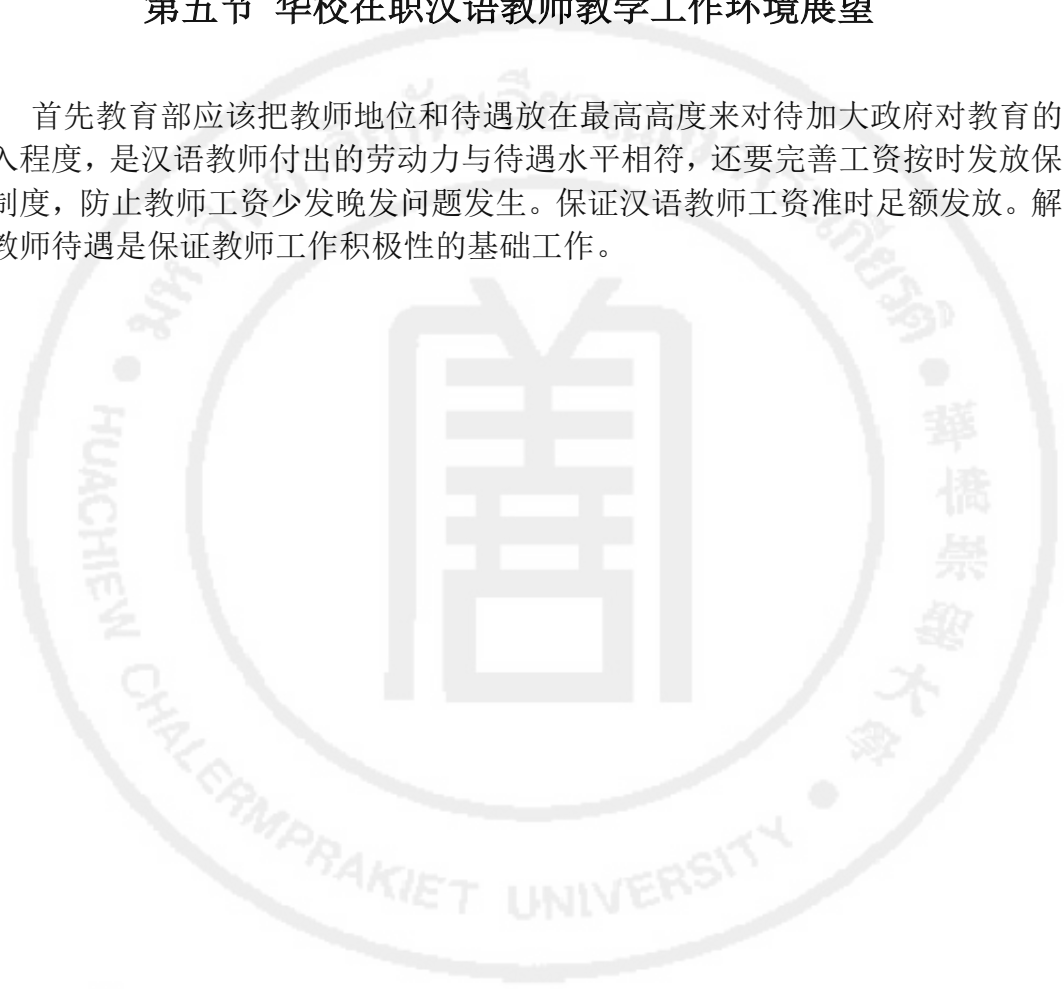 第五节 华校在职汉语教师教学工作环境展望
首先教育部应该把教师地位和待遇放在最高高度来对待加大政府对教育的
入程度，是汉语教师付出的劳动力与待遇水平相符，还要完善工资按时发放保
制度，防止教师工资少发晚发问题发生。保证汉语教师工资准时足额发放。解
教师待遇是保证教师工作积极性的基础工作。
華僑崇聖大學
HUACHIEW CHALERMPRAKIET UNIVERSITY